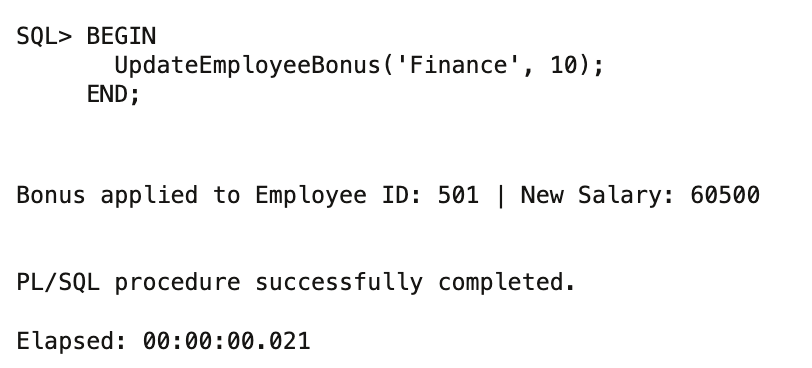 SQL> BEGIN
UpdateEmployeeBonus('Finance', 10);
END;
Bonus applied to Employee ID: 501 | New Salary: 60500
PL/SQL procedure successfully completed.
Elapsed: 00:00:00.021